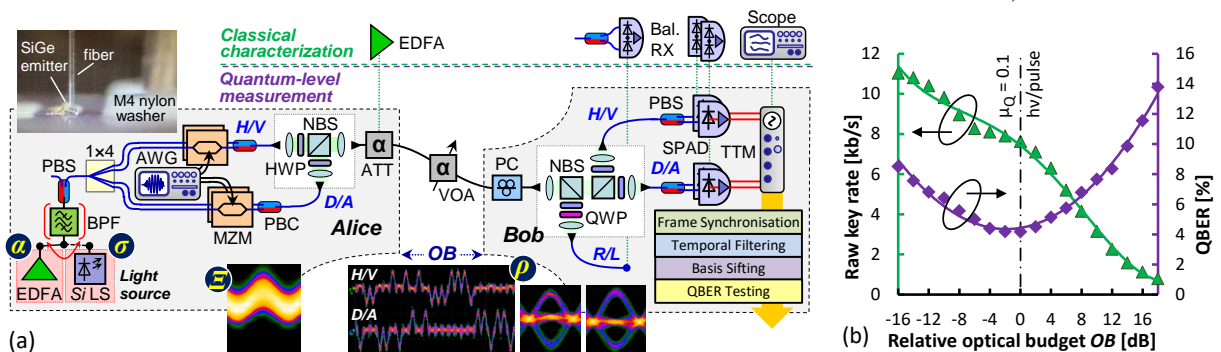 SiGe
emitter
fiber
M4 nylon
washer
Classical
characterization
EDFA
Bal.
RX
Scope
Quantum-level
measurement
PBS
1×4
AWG
H/V
HWP
NBS
D/A
ATT
α
α
VOA
PC
NBS
H/V
PBS
SPAD
D/A
TTM
QWP
R/L
BPF
MZM
PBC
Alice
Bob
α
σ
EDFA
Si LS
Light
source
Ξ
OB
H/V
D/A
ρ
Frame Synchronisation
Temporal Filtering
Basis Sifting
QBER Testing
(a)
Raw key rate [kb/s]
12
10
8
6
4
2
0
μQ = 0.1
hν/pulse
16
14
12
10
8
6
4
2
0
QBER [%]
-16 -12 -8 -4 0 4 8 12 16
Relative optical budget OB [dB]
(b)